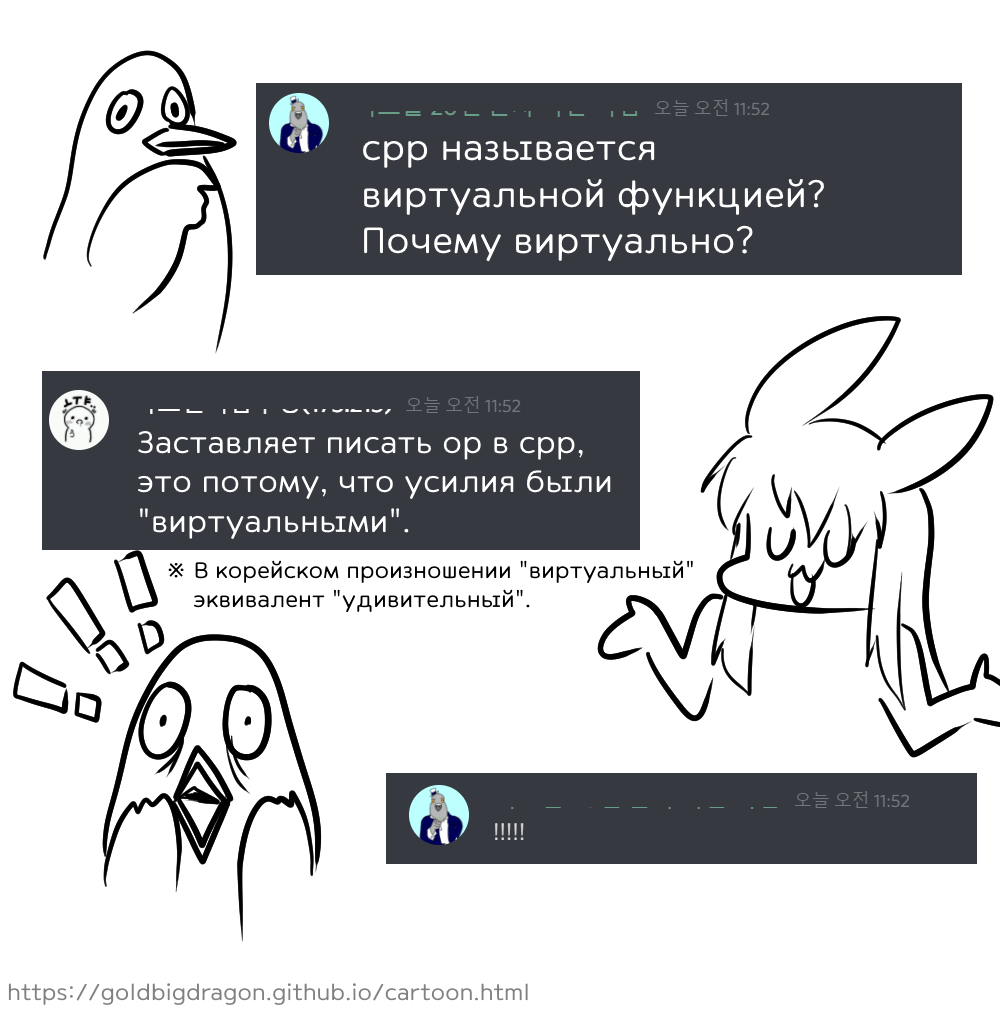 오늘 오전 11:52
cpp называется
виртуальной функцией?
Почему виртуально?
오늘 오전 11:52
Заставляет писать op в cpp,
это потому, что усилия были
"виртуальными".
※ В корейском произношении "виртуальный"
эквивалент "удивительный".
오늘 오전 11:52
!!!!!
https://goldbigdragon.github.io/cartoon.html